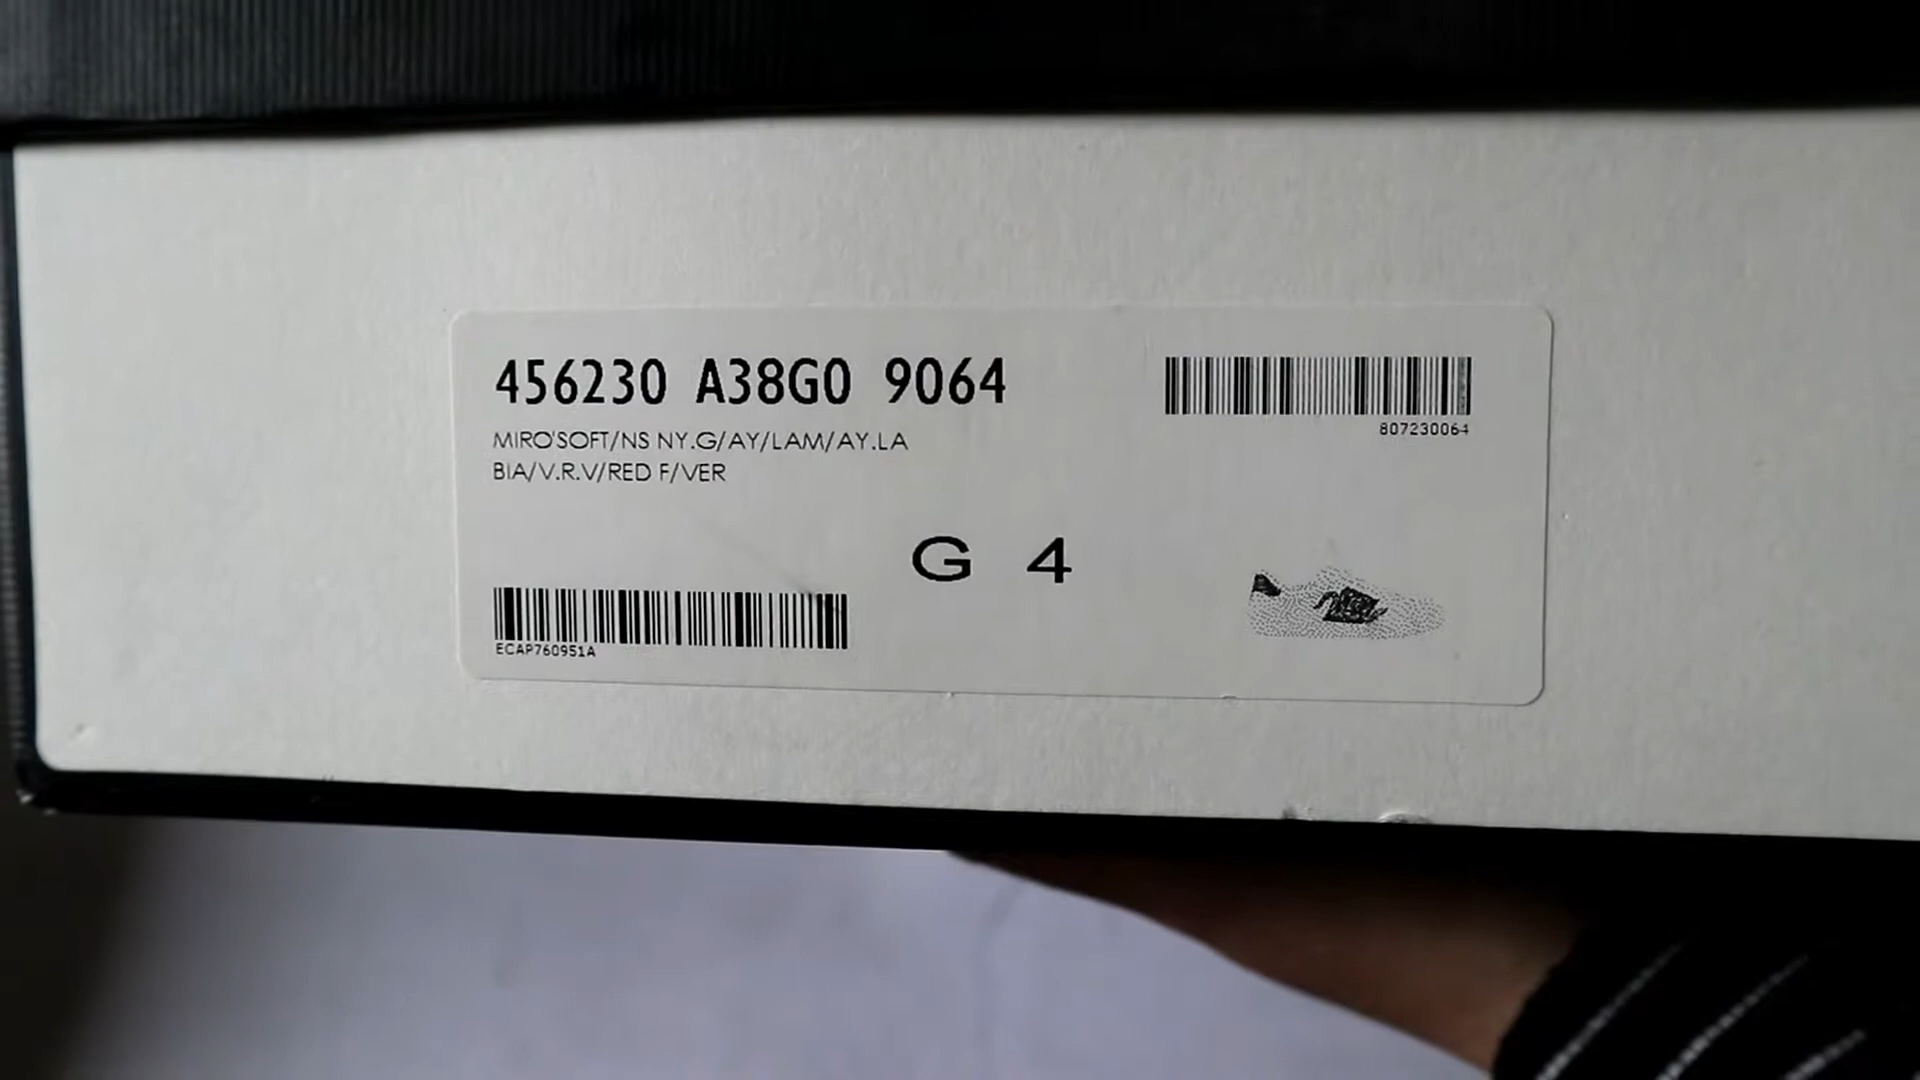 456230 A38G0 9064
807230064
MIRO'SOFT/NS NY.G/AY/LAM/AY.LA
BIA/V.R.V/RED F/VER
G 4
ECAP760951A